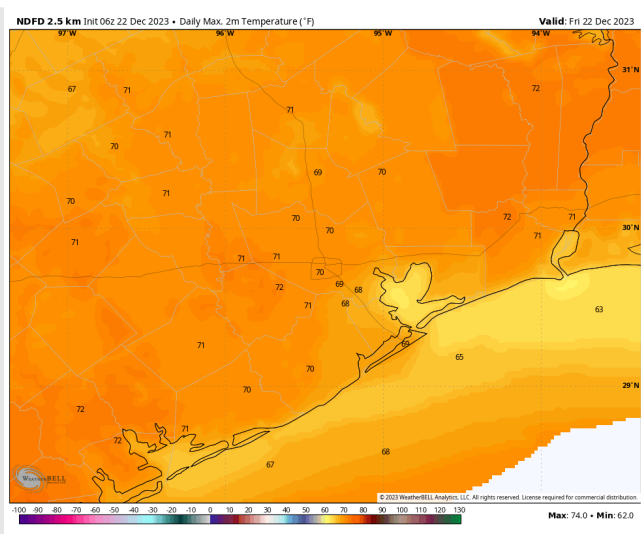 NDFD 2.5 km Init 06z 22 Dec 2023 • Daily Max. 2m Temperature (°F)
Valid: Fri 22 Dec 2023
97°W 96°W 95°W 94°W
31°N
67 71 72
71
71
70
69 70
71
70
70 72 71
70
30°N
71 71
71 71
70
69
72 68
71 68
63
71 69
65
70
29°N
70
72
71
72
68
67
WEATHERBELL
© 2023 WeatherBELL Analytics, LLC. All rights reserved. License required for commercial distribution.
-100 -90 -80 -70 -60 -50 -40 -30 -20 -10 0 10 20 30 40 50 60 70 80 90 100 110 120 130
Max: 74.0 • Min: 62.0